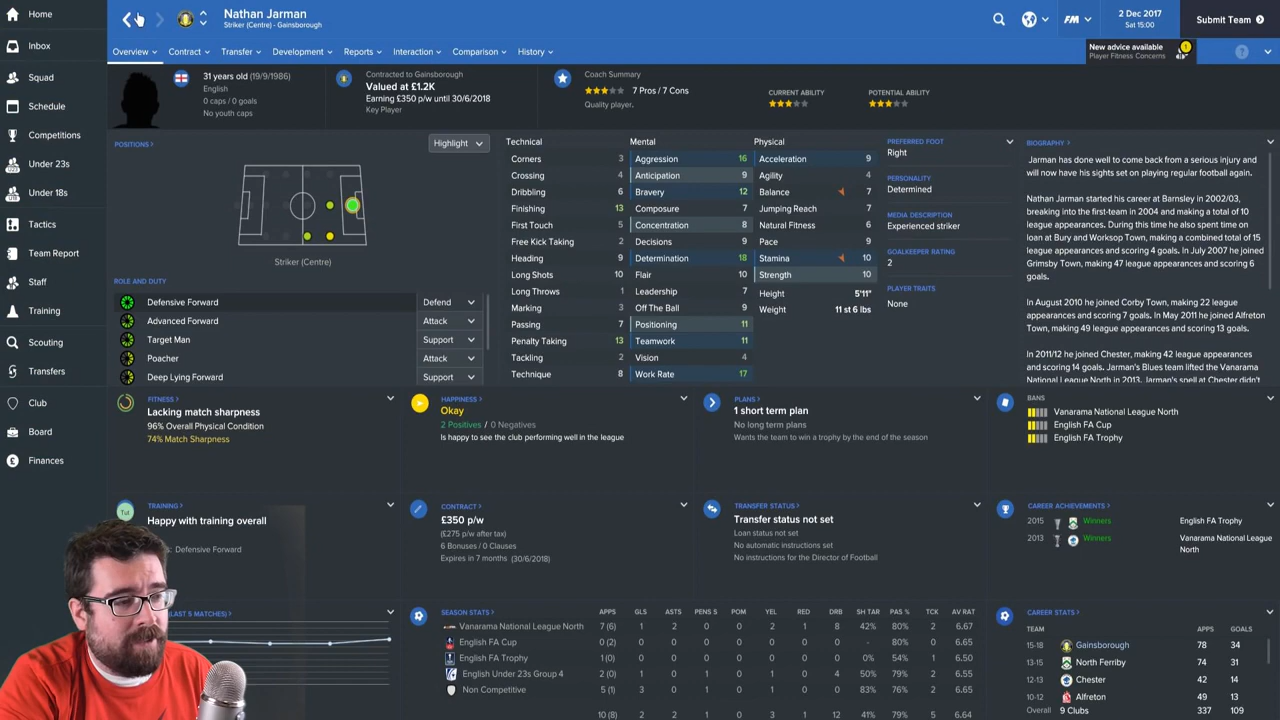 Home
Inbox
Squad
Schedule
Competitions
Under 23s
Under 18s
Tactics
Team Report
Staff
Training
Scouting
Transfers
Club
Board
Finances
Nathan Jarman
Striker (Centre) - Gainsborough
FM
2 Dec 2017
Sat 15:00
Submit Team
Overview Contract Transfer Development Reports Interaction Comparison History
New advice available
Player Fitness Concerns
1
31 years old (19/9/1986)
English
0 caps / 0 goals
No youth caps
Contracted to Gainsborough
Valued at £1.2K
Earning £350 p/w until 30/6/2018
Key Player
Coach Summary
7 Pros / 7 Cons
Quality player.
CURRENT ABILITY
POTENTIAL ABILITY
POSITIONS
Highlight
Striker (Centre)
ROLE AND DUTY
Defensive Forward Defend
Advanced Forward Attack
Target Man Support
Poacher Attack
Deep Lying Forward Support
Technical
Corners 3
Crossing 4
Dribbling 6
Finishing 13
First Touch 5
Free Kick Taking 2
Heading 9
Long Shots 10
Long Throws 1
Marking 3
Passing 7
Penalty Taking 13
Tackling 2
Technique 8
Mental
Aggression 16
Anticipation 9
Bravery 12
Composure 7
Concentration 8
Decisions 9
Determination 18
Flair 10
Leadership 7
Off The Ball 9
Positioning 11
Teamwork 11
Vision 4
Work Rate 17
Physical
Acceleration 9
Agility 4
Balance 7
Jumping Reach 7
Natural Fitness 6
Pace 9
Stamina 10
Strength 10
Height 5'11"
Weight 11 st 6 lbs
PREFERRED FOOT
Right
PERSONALITY
Determined
MEDIA DESCRIPTION
Experienced striker
GOALKEEPER RATING
2
PLAYER TRAITS
None
BIOGRAPHY
Jarman has done well to come back from a serious injury and
will now have his sights set on playing regular football again.
Nathan Jarman started his career at Barnsley in 2002/03,
breaking into the first-team in 2004 and making a total of 10
league appearances. During this time he also spent time on
loan at Bury and Worksop Town, making a combined total of 15
league appearances and scoring 4 goals. In July 2007 he joined
Grimsby Town, making 47 league appearances and scoring 6
goals.
In August 2010 he joined Corby Town, making 22 league
appearances and scoring 7 goals. In May 2011 he joined Alfreton
Town, making 49 league appearances and scoring 13 goals.
In 2011/12 he joined Chester, making 42 league appearances
and scoring 14 goals. Jarman's Blues team lifted the Vanarama
National League North in 2013. Jarman's spell at Chester didn't
FITNESS
Lacking match sharpness
96% Overall Physical Condition
74% Match Sharpness
HAPPINESS
Okay
2 Positives / 0 Negatives
Is happy to see the club performing well in the league
PLANS
1 short term plan
No long term plans
Wants the team to win a trophy by the end of the season
BANS
Vanarama National League North
English FA Cup
English FA Trophy
TRAINING
Tut
Happy with training overall
: Defensive Forward
CONTRACT
£350 p/w
(£275 p/w after tax)
6 Bonuses / 0 Clauses
Expires in 7 months (30/6/2018)
TRANSFER STATUS
Transfer status not set
Loan status not set
No automatic instructions set
No instructions for the Director of Football
CAREER ACHIEVEMENTS
2015 Winners English FA Trophy
2013 Winners Vanarama National League
North
(LAST 5 MATCHES)
SEASON STATS APPS GLS ASTS PENS S POM YEL RED DRB SH TAR PAS % TCK AV RAT
Vanarama National League North 7 (6) 1 2 0 0 2 1 8 42% 80% 2 6.67
English FA Cup 0 (2) 0 0 0 0 0 0 0 - 80% 0 6.65
English FA Trophy 1 (0) 0 0 0 0 0 0 0 0% 54% 1 6.50
English Under 23s Group 4 2 (0) 1 0 1 0 0 0 4 50% 79% 2 6.55
Non Competitive 5 (1) 3 0 1 0 0 0 0 83% 76% 2 6.65
10 (8) 2 2 1 0 3 1 12 41% 79% 5 6.64
CAREER STATS
TEAM APPS GOALS
15-18 Gainsborough 78 34
13-15 North Ferriby 74 31
12-13 Chester 42 14
10-12 Alfreton 49 13
Overall 9 Clubs 337 109